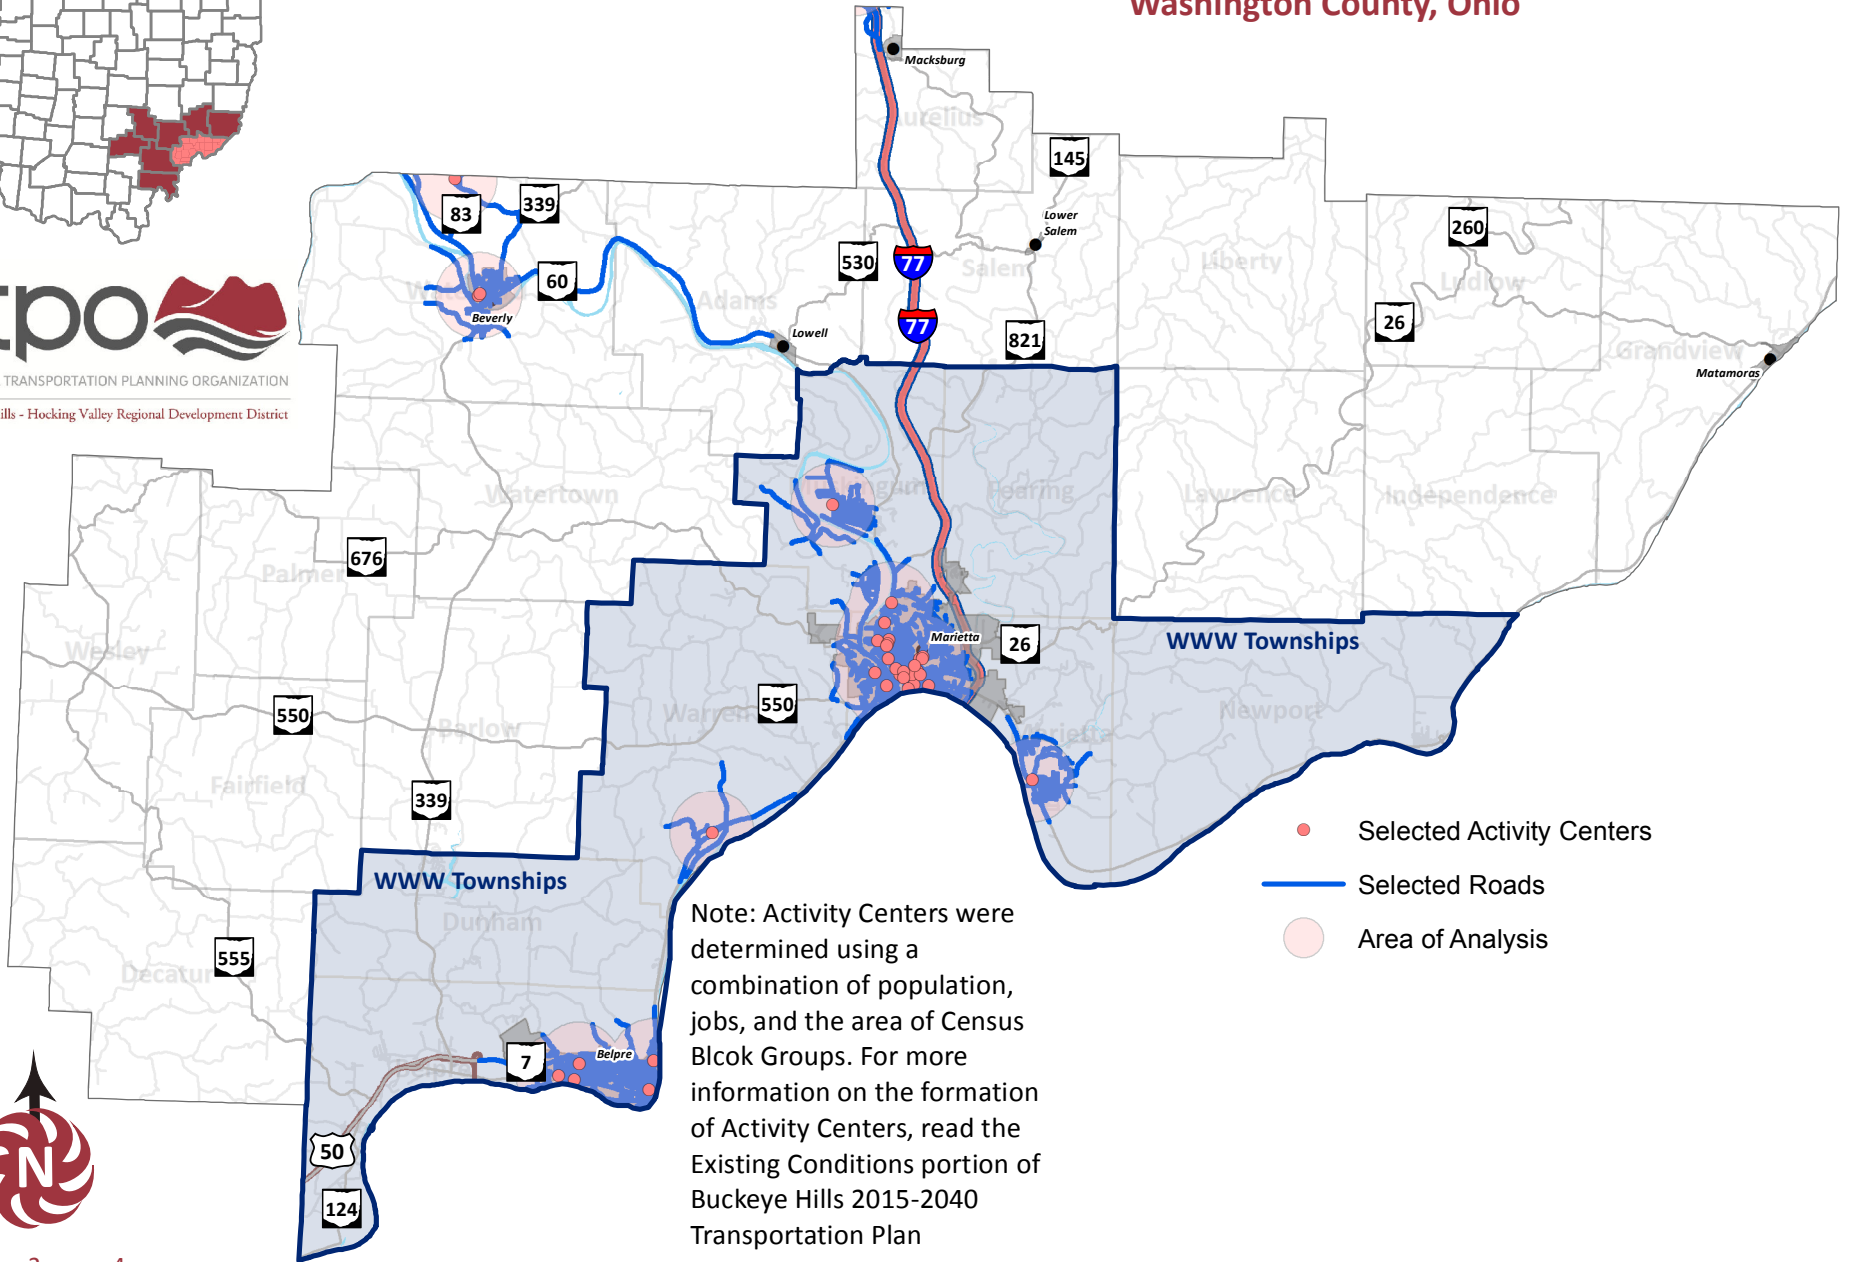 Washington County, Ohio
Macksburg
Aurelius
145
83
339
Lower
Salem
260
530
77
Salem
Liberty
Ludlow
60
Adams
Beverly
77
26
Lowell
821
Grandview
Matamoras
tpo
TRANSPORTATION PLANNING ORGANIZATION
ills - Hocking Valley Regional Development District
Watertown
Fearing
Lawrence
Independence
676
Palmer
Marietta
26
WWW Townships
Wesley
550
Barlow
Warren
550
Newport
Marietta
Fairfield
339
Selected Activity Centers
WWW Townships
Selected Roads
Dunham
Area of Analysis
Note: Activity Centers were
determined using a
combination of population,
jobs, and the area of Census
Blcok Groups. For more
information on the formation
of Activity Centers, read the
Existing Conditions portion of
Buckeye Hills 2015-2040
Transportation Plan
555
Decatur
7
Belpre
50
N
124